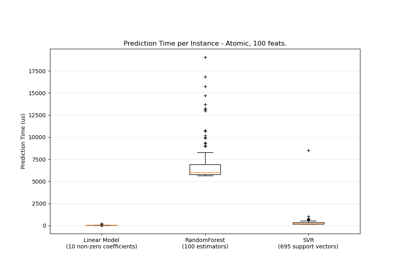 Prediction Time per Instance - Atomic, 100 feats.
Prediction Time (us)
17500
15000
12500
10000
7500
5000
2500
0
Linear Model
(10 non-zero coefficients)
RandomForest
(100 estimators)
SVR
(695 support vectors)